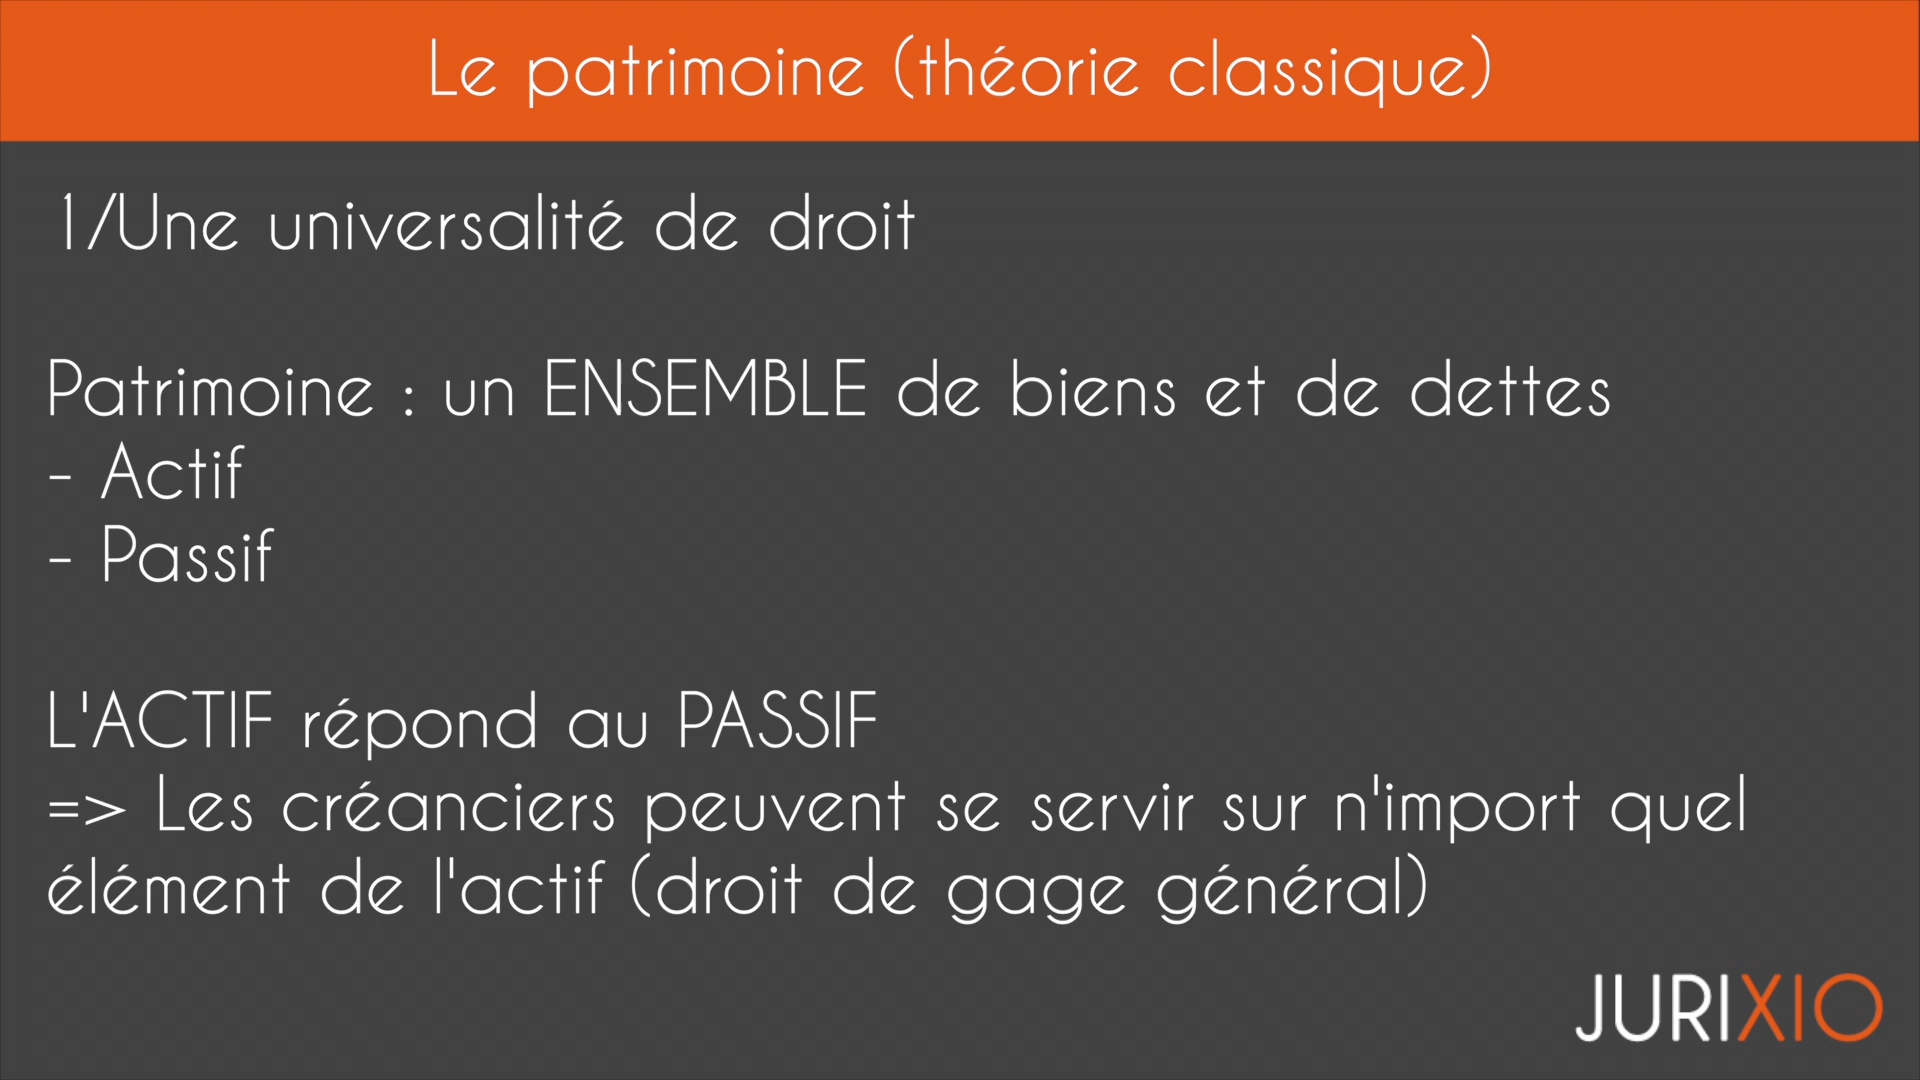 Le patrimoine (théorie classique)
1/Une universalité de droit
Patrimoine : un ENSEMBLE de biens et de dettes
- Actif
- Passif
L'ACTIF répond au PASSIF
=> Les créanciers peuvent se servir sur n'import quel
élément de l'actif (droit de gage général)
JURIXIO